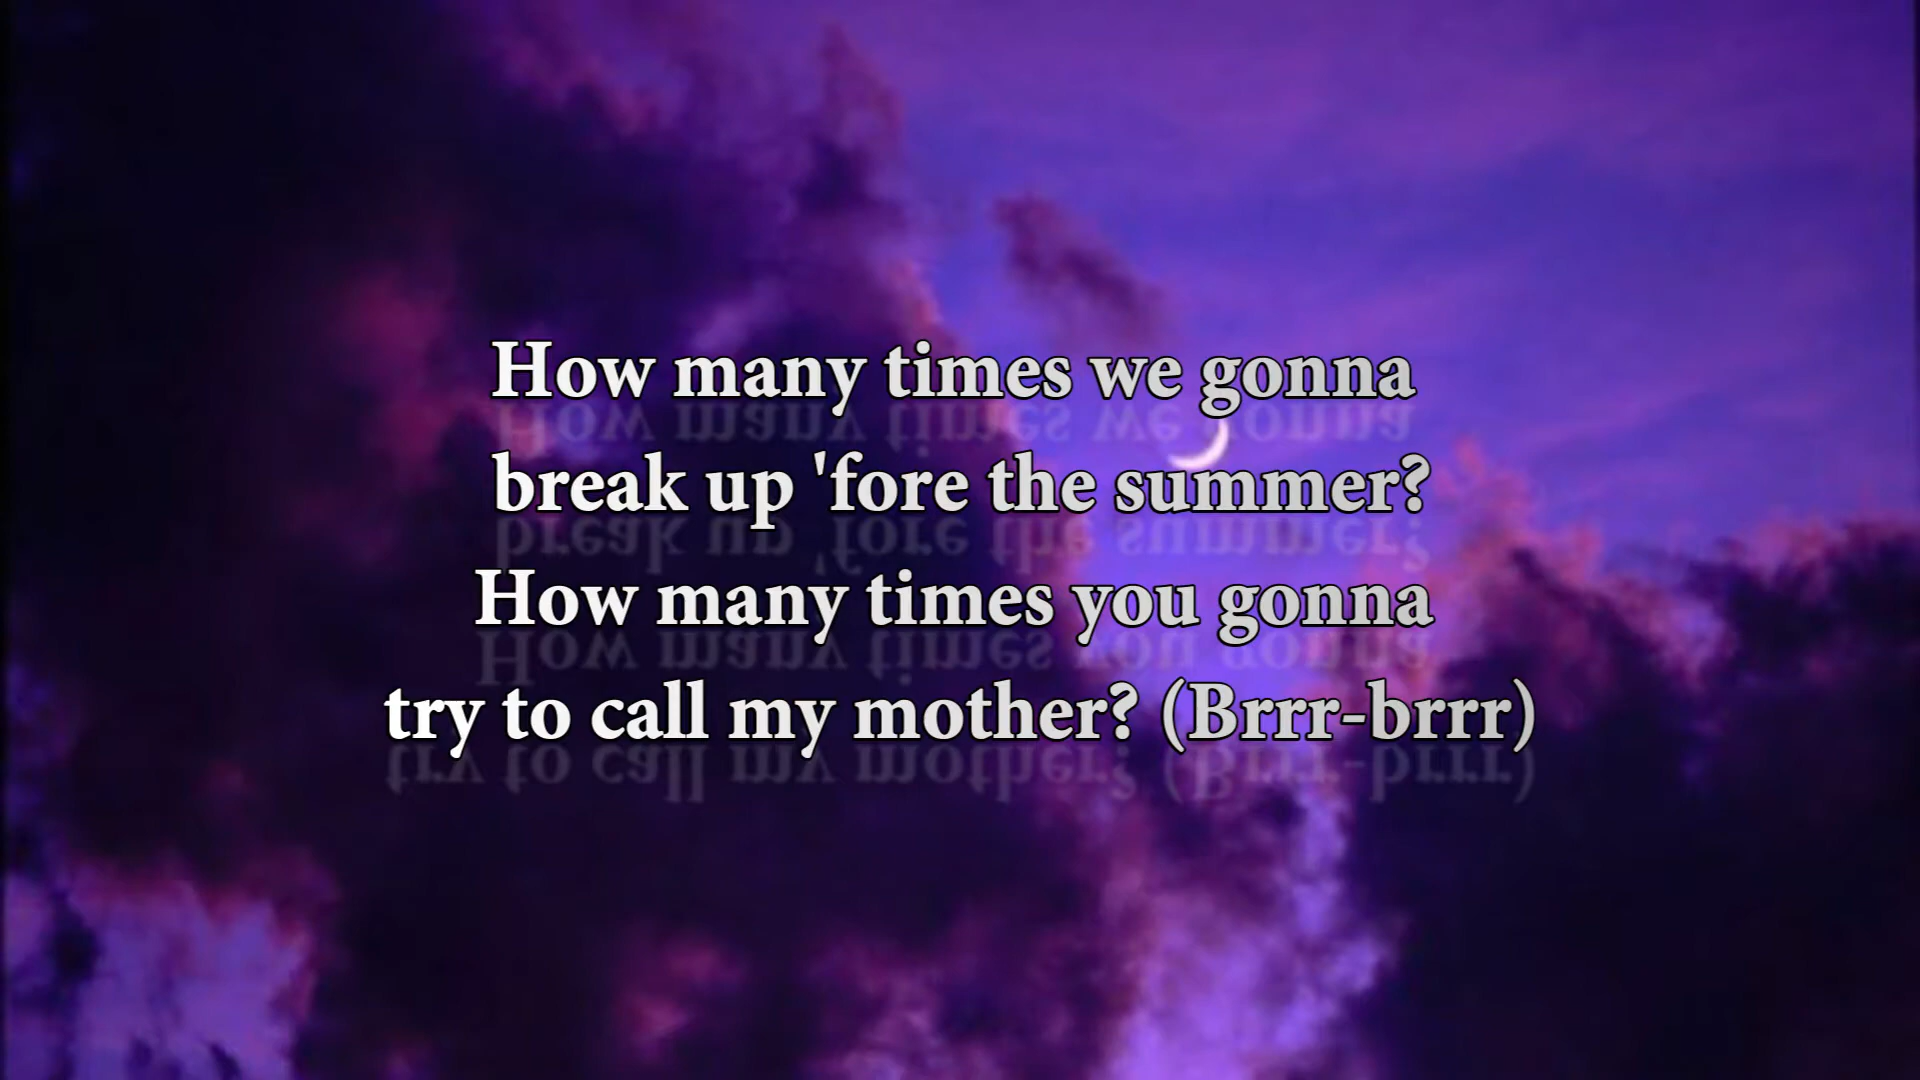 How many times we gonna
break up 'fore the summer?
How many times you gonna
try to call my mother? (Brrr-brrr)